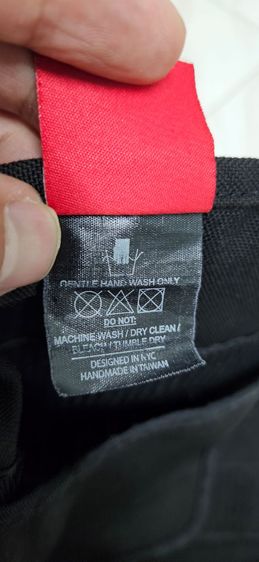 GENTLE HAND WASH ONLY
DO NOT:
MACHINE WASH / DRY CLEAN /
BLEACH / TUMBLE DRY
DESIGNED IN NYC
HANDMADE IN TAIWAN